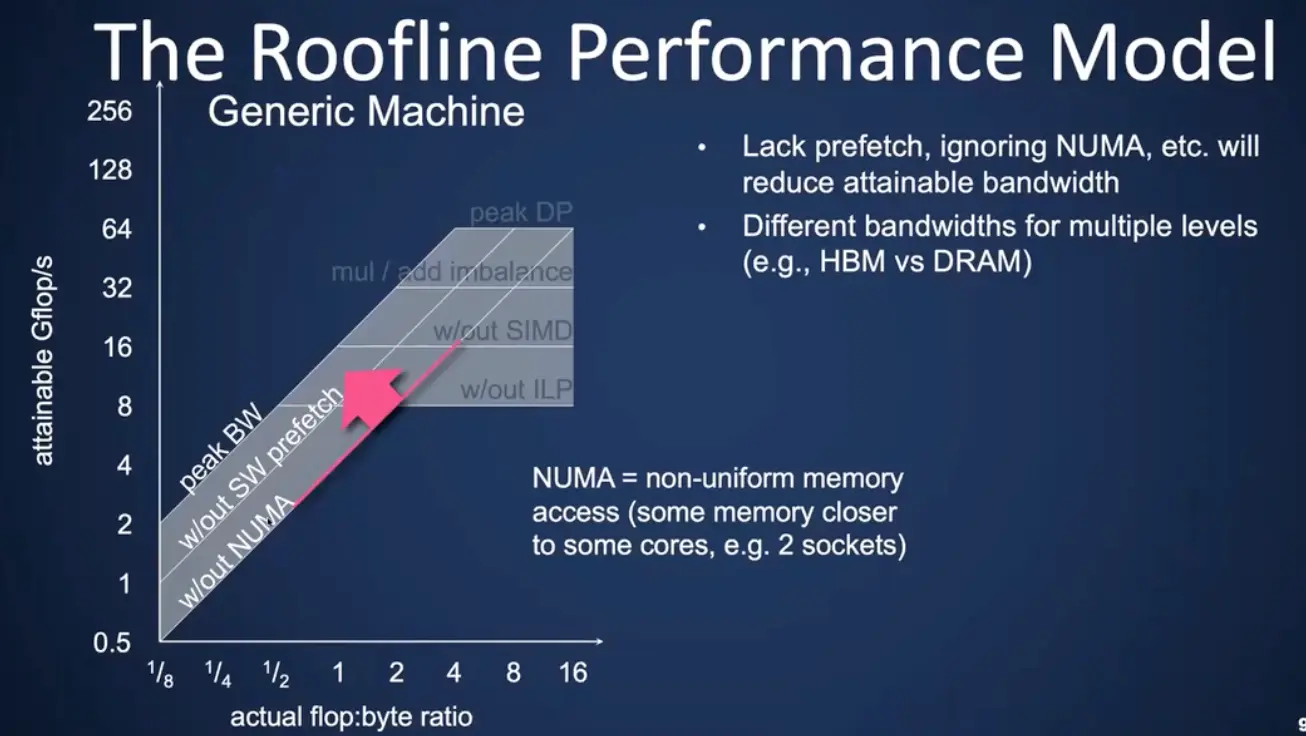 The Roofline Performance Model
Generic Machine
256
128
64
32
16
8
4
2
1
0.5
attainable Gflop/s
peak DP
mul / add imbalance
w/out SIMD
w/out ILP
peak BW
w/out SW prefetch
w/out NUMA
1/8 1/4 1/2 1 2 4 8 16
actual flop:byte ratio
• Lack prefetch, ignoring NUMA, etc. will
reduce attainable bandwidth
• Different bandwidths for multiple levels
(e.g., HBM vs DRAM)
NUMA = non-uniform memory
access (some memory closer
to some cores, e.g. 2 sockets)
9